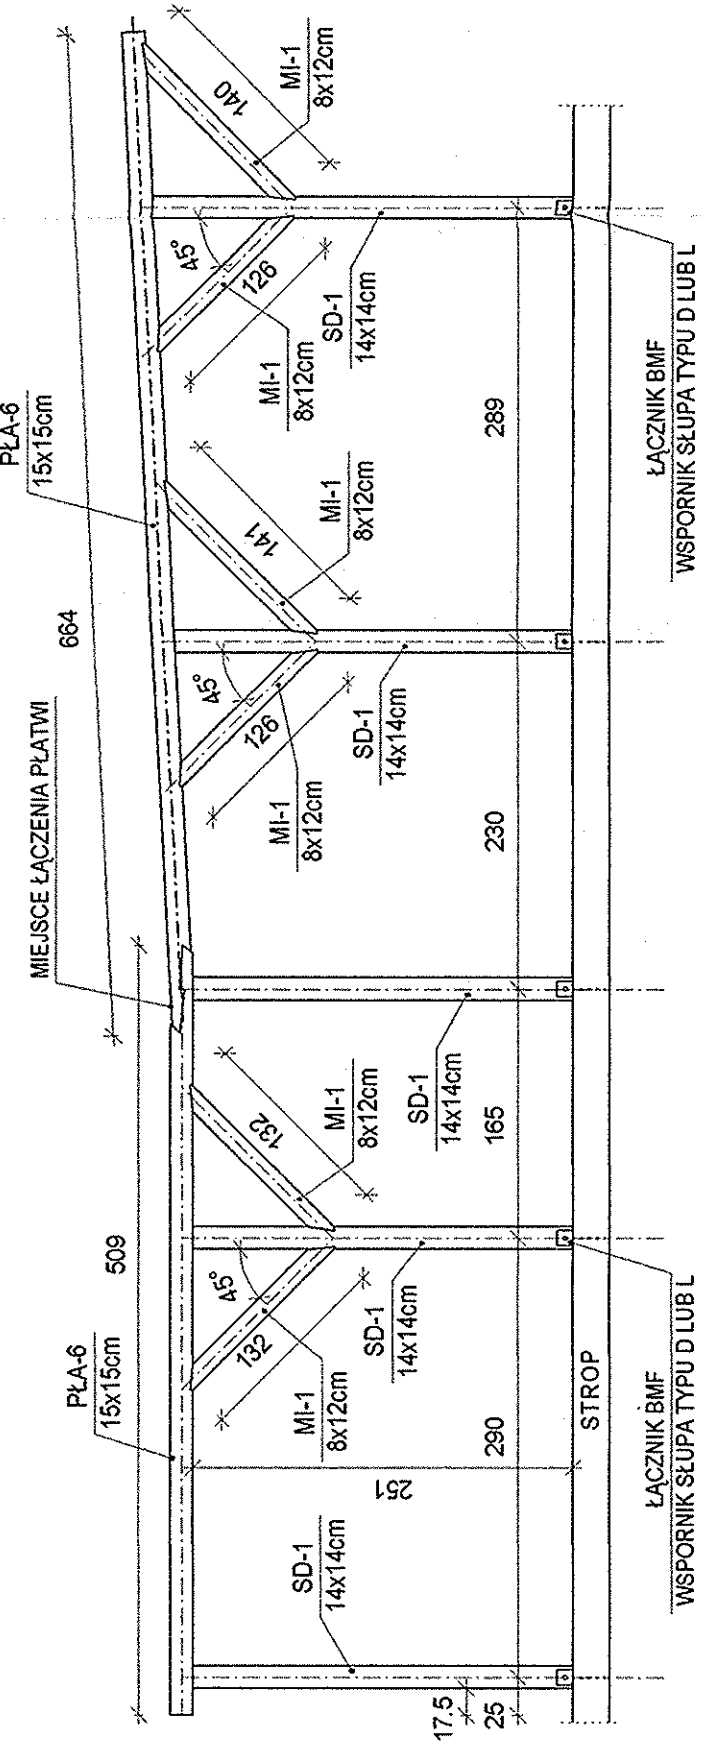 PŁA-6
15x15cm
509
MIEJSCE ŁĄCZENIA PŁATWI
664
PŁA-6
15x15cm
SD-1
14x14cm
251
132
45°
132
MI-1
8x12cm
MI-1
8x12cm
SD-1
14x14cm
SD-1
14x14cm
126
45°
141
MI-1
8x12cm
MI-1
8x12cm
SD-1
14x14cm
126
45°
140
MI-1
8x12cm
MI-1
8x12cm
SD-1
14x14cm
17.5
25
290
165
230
289
STROP
ŁĄCZNIK BMF
WSPORNIK SŁUPA TYPU D LUB L
ŁĄCZNIK BMF
WSPORNIK SŁUPA TYPU D LUB L